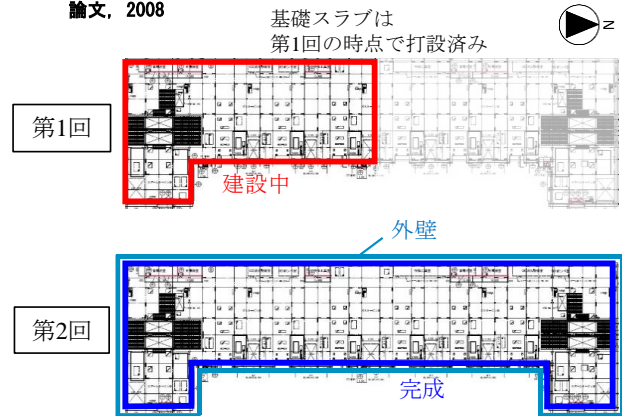 論文, 2008
基礎スラブは
第1回の時点で打設済み
N
第1回
建設中
外壁
第2回
完成